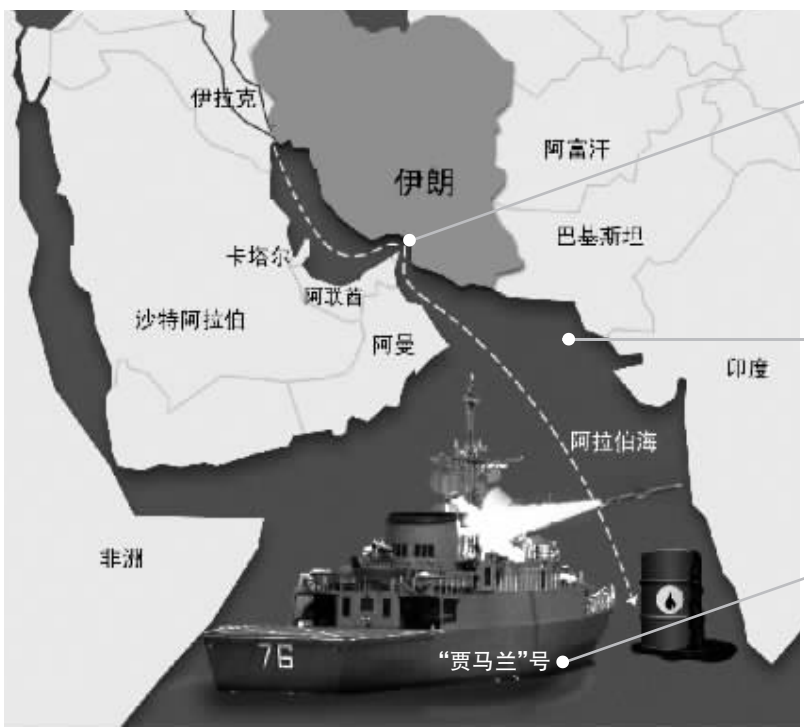 伊拉克
阿富汗
伊朗
巴基斯坦
卡塔尔
阿联酋
沙特阿拉伯
阿曼
印度
阿拉伯海
非洲
“贾马兰”号
76